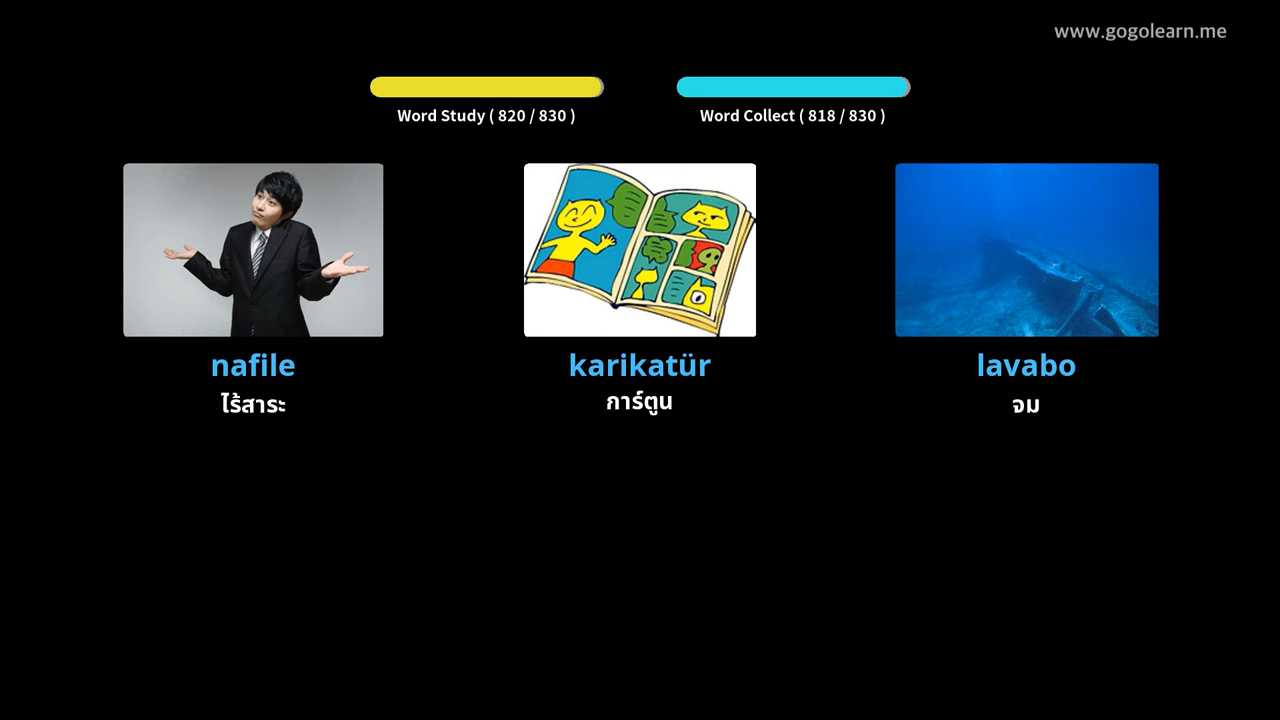 www.gogolearn.me
Word Study ( 820 / 830 )
Word Collect ( 818 / 830 )
nafile
karikatür
lavabo
ไร้สาระ
การ์ตูน
จม